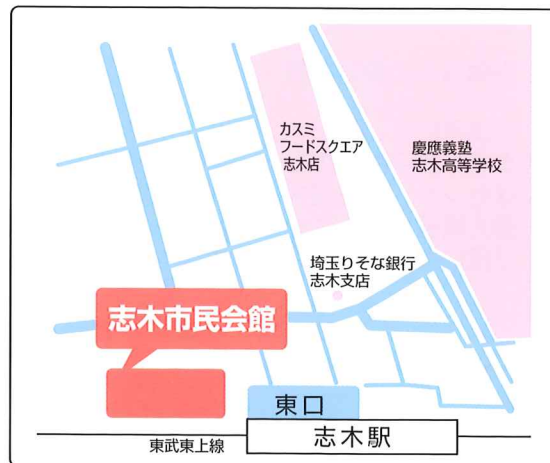 カスミ
フードスクエア
志木店
慶應義塾
志木高等学校
埼玉りそな銀行
志木支店
志木市民会館
東口
東武東上線
志木駅